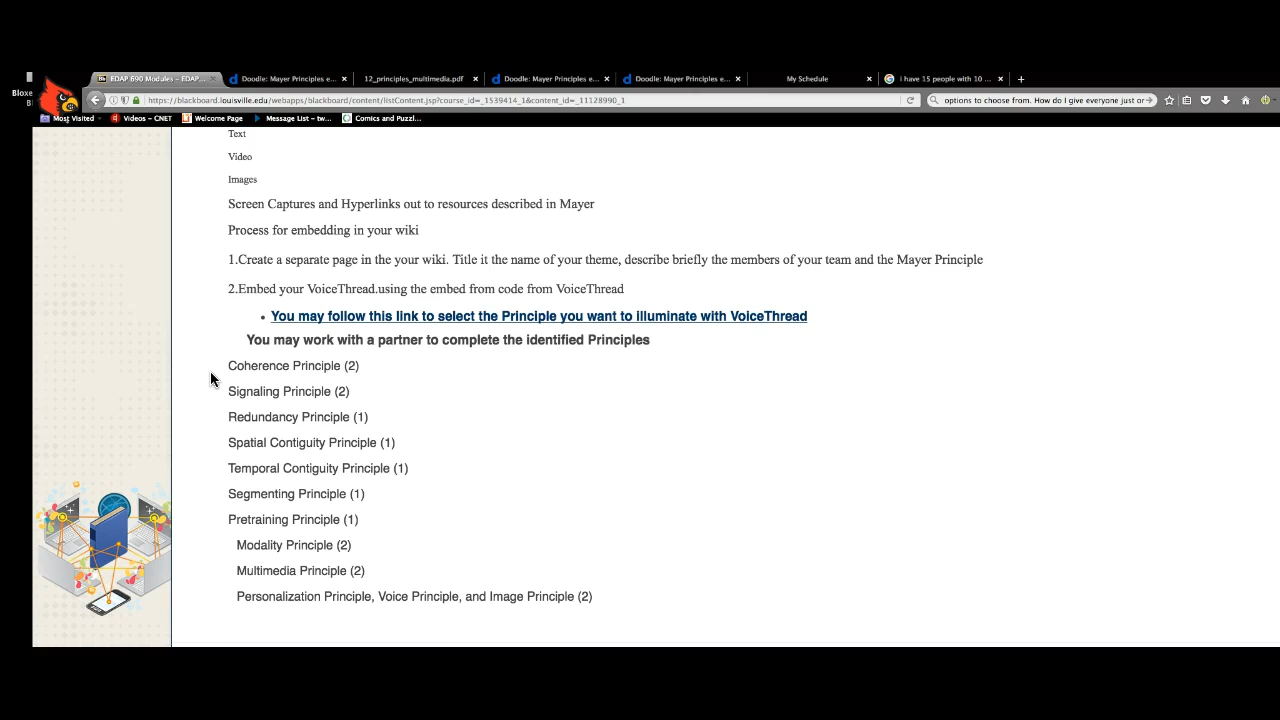 EDAP 690 Modules – EDAP...
Doodle: Mayer Principles e...
12_principles_multimedia.pdf
Doodle: Mayer Principles e...
Doodle: Mayer Principles e...
My Schedule
i have 15 people with 10 ...
Bloxe
B
https://blackboard.louisville.edu/webapps/blackboard/content/listContent.jsp?course_id=_1539414_1&content_id=_11128990_1
options to choose from. How do I give everyone just or
Most Visited
Videos – CNET
Welcome Page
Message List – tw...
Comics and Puzzl...
Text
Video
Images
Screen Captures and Hyperlinks out to resources described in Mayer
Process for embedding in your wiki
1.Create a separate page in the your wiki. Title it the name of your theme, describe briefly the members of your team and the Mayer Principle
2.Embed your VoiceThread.using the embed from code from VoiceThread
• You may follow this link to select the Principle you want to illuminate with VoiceThread
You may work with a partner to complete the identified Principles
Coherence Principle (2)
Signaling Principle (2)
Redundancy Principle (1)
Spatial Contiguity Principle (1)
Temporal Contiguity Principle (1)
Segmenting Principle (1)
Pretraining Principle (1)
Modality Principle (2)
Multimedia Principle (2)
Personalization Principle, Voice Principle, and Image Principle (2)